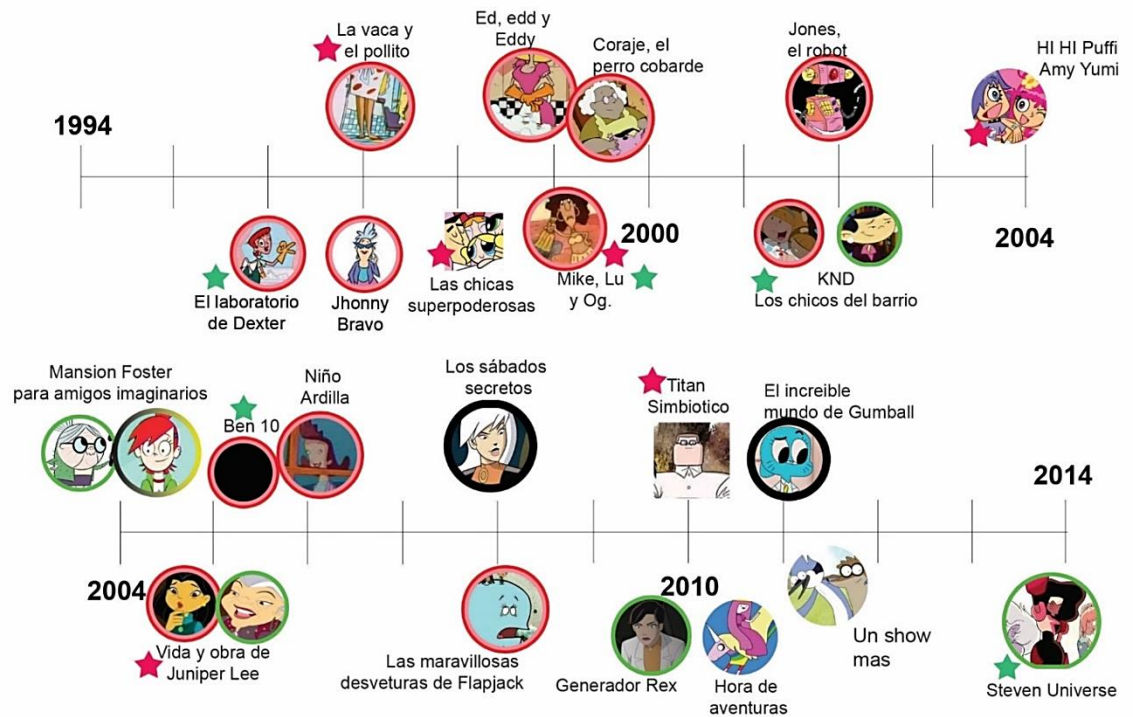 La vaca y
el pollito
Ed, edd y
Eddy
Coraje, el
perro cobarde
Jones,
el robot
HI HI Puffi
Amy Yumi
1994
2000
2004
El laboratorio
de Dexter
Jhonny
Bravo
Las chicas
superpoderosas
Mike, Lu
y Og.
KND
Los chicos del barrio
Mansion Foster
para amigos imaginarios
Ben 10
Niño
Ardilla
Los sábados
secretos
Titan
Simbiotico
El increible
mundo de Gumball
2014
2004
2010
Vida y obra de
Juniper Lee
Las maravillosas
desveturas de Flapjack
Generador Rex
Hora de
aventuras
Un show
mas
Steven Universe